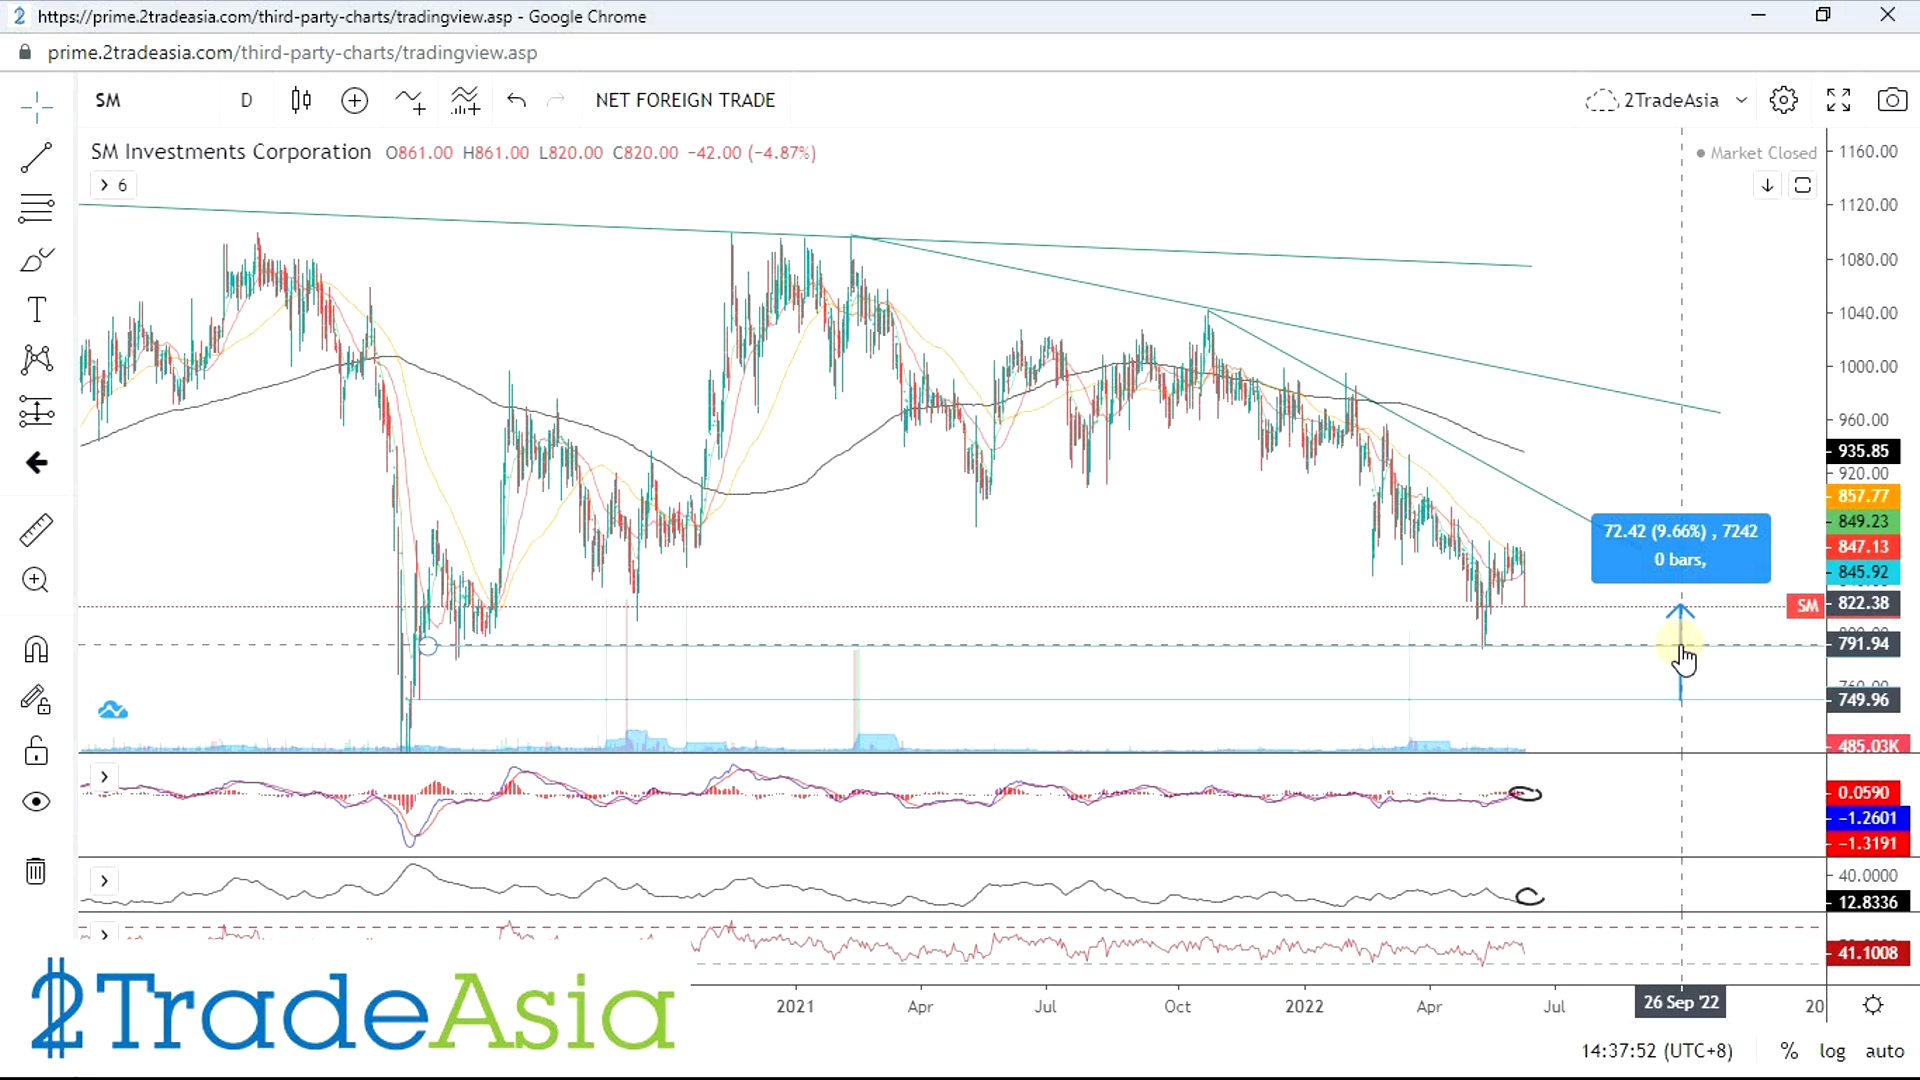 https://prime.2tradeasia.com/third-party-charts/tradingview.asp - Google Chrome
prime.2tradeasia.com/third-party-charts/tradingview.asp
SM D NET FOREIGN TRADE 2TradeAsia
SM Investments Corporation O861.00 H861.00 L820.00 C820.00 −42.00 (−4.87%)
Market Closed
6
1160.00
1120.00
1080.00
1040.00
1000.00
960.00
935.85
920.00
857.77
849.23
847.13
845.92
72.42 (9.66%) , 7242
0 bars,
SM 822.38
791.94
749.96
485.03K
0.0590
−1.2601
−1.3191
40.0000
12.8336
41.1008
2TradeAsia
2021 Apr Jul Oct 2022 Apr Jul 26 Sep '22 20
14:37:52 (UTC+8) % log auto